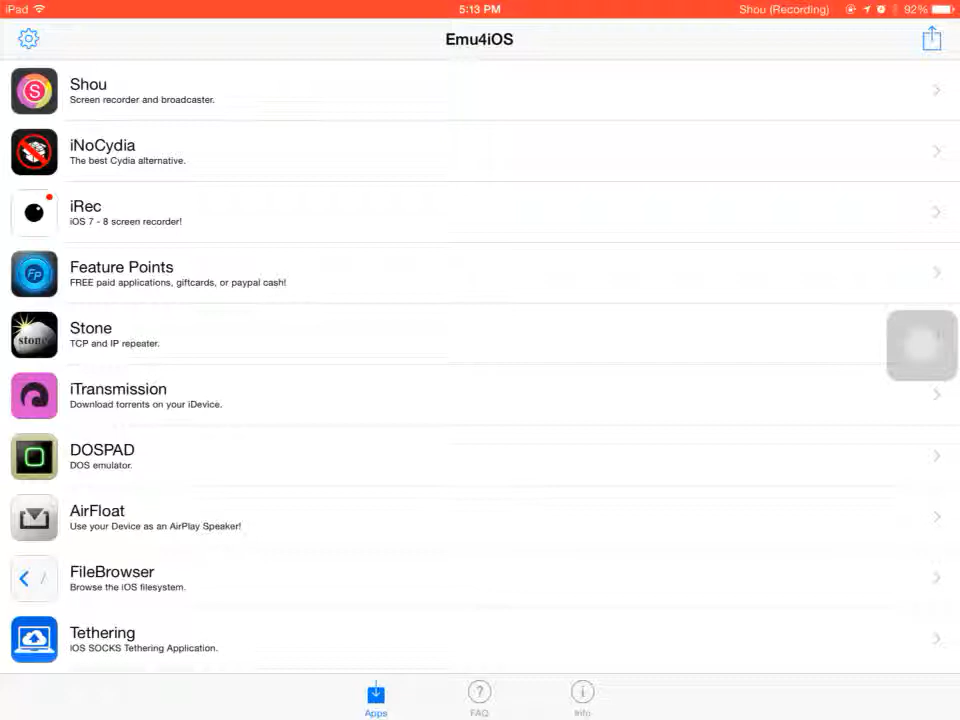 iPad 5:13 PM Shou (Recording) 92%
Emu4iOS
Shou
Screen recorder and broadcaster.
iNoCydia
The best Cydia alternative.
iRec
iOS 7 - 8 screen recorder!
FP
Feature Points
FREE paid applications, giftcards, or paypal cash!
stone
Stone
TCP and IP repeater.
iTransmission
Download torrents on your iDevice.
DOSPAD
DOS emulator.
AirFloat
Use your Device as an AirPlay Speaker!
FileBrowser
Browse the iOS filesystem.
Tethering
iOS SOCKS Tethering Application.
Apps FAQ Info